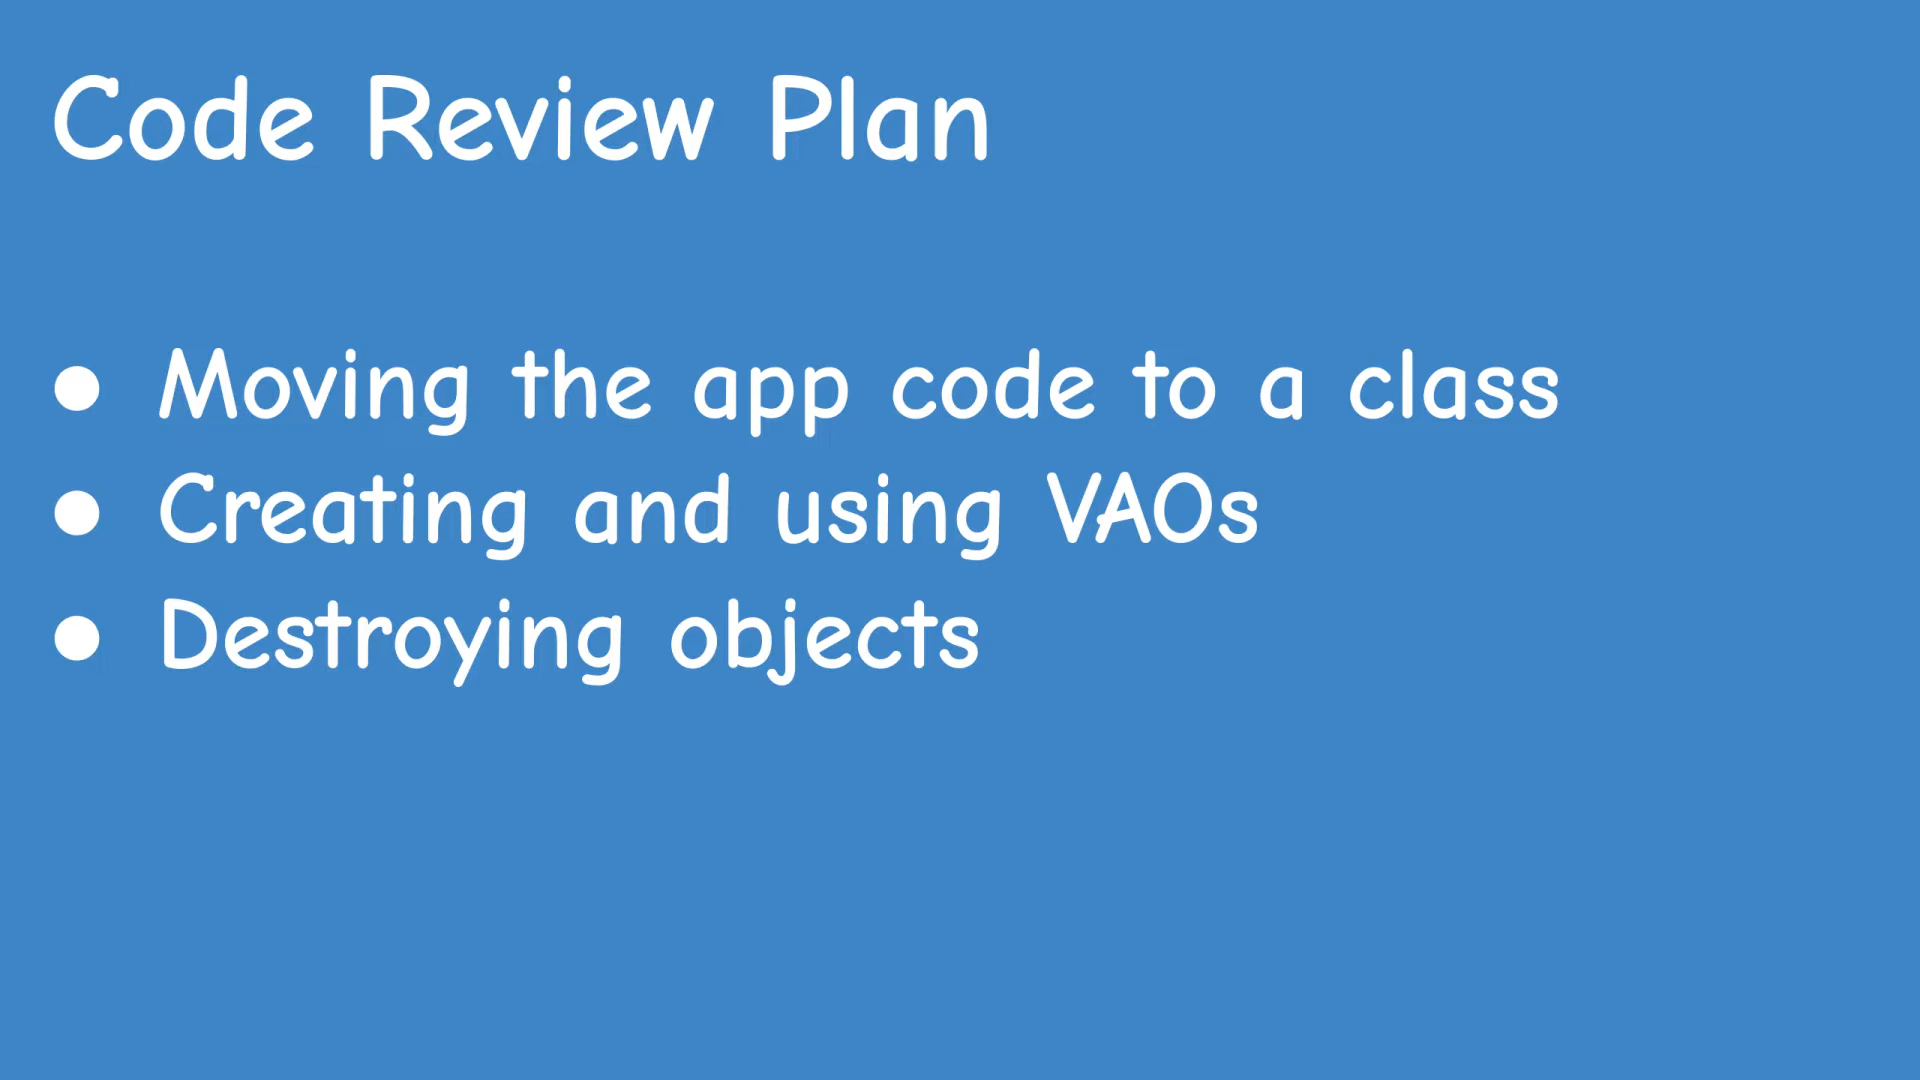 Code Review Plan
● Moving the app code to a class
● Creating and using VAOs
● Destroying objects